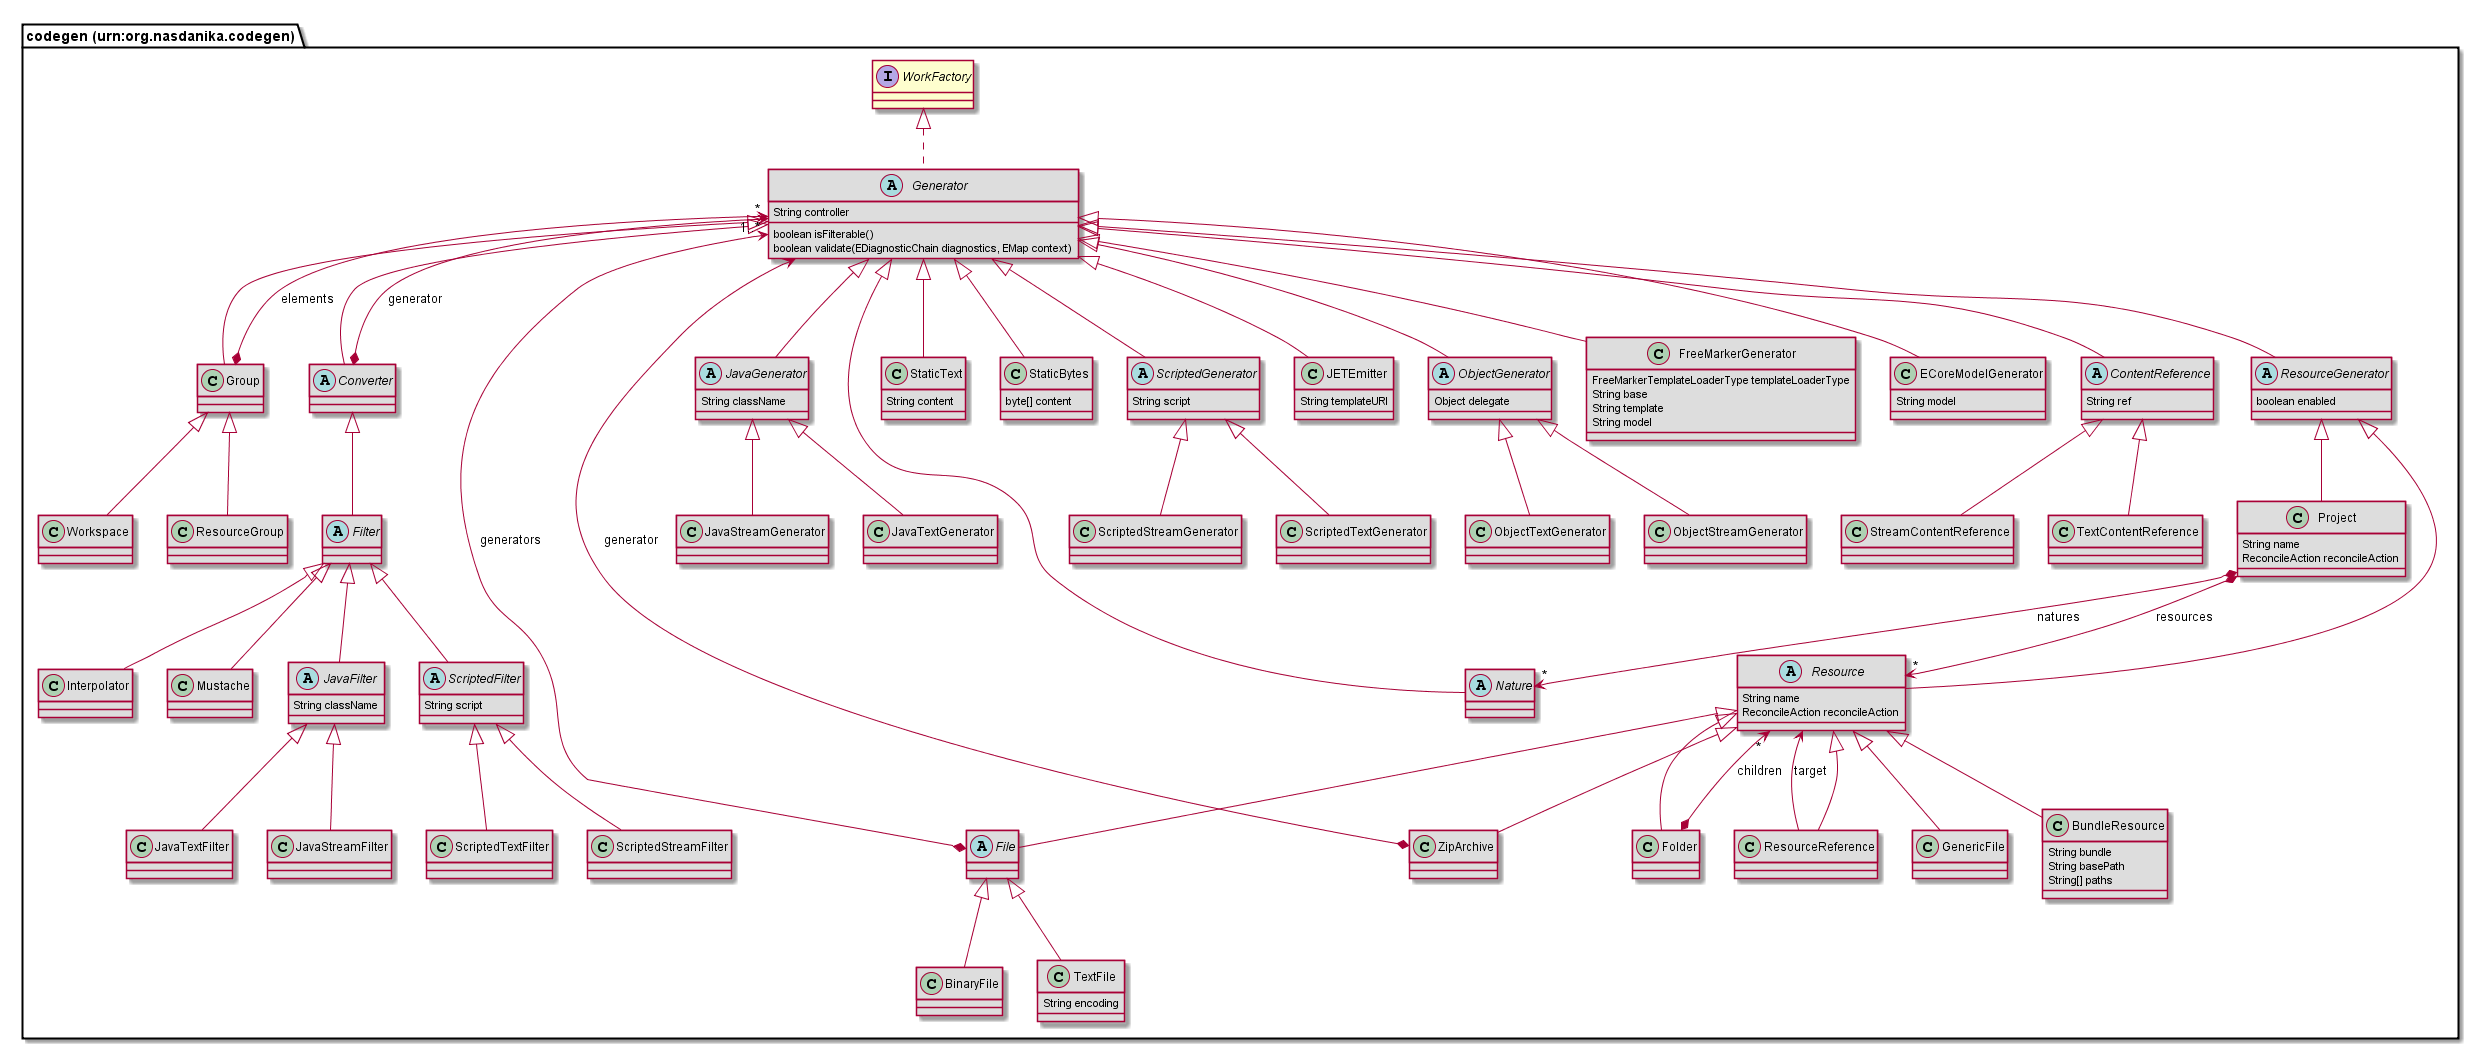 codegen (urn:org.nasdanika.codegen)
I WorkFactory
A Generator
String controller
boolean isFilterable()
boolean validate(EDiagnosticChain diagnostics, EMap context)
*
1
*
elements
generator
C Group
A Converter
A JavaGenerator
String className
C StaticText
String content
C StaticBytes
byte[] content
A ScriptedGenerator
String script
C JETEmitter
String templateURI
A ObjectGenerator
Object delegate
C FreeMarkerGenerator
FreeMarkerTemplateLoaderType templateLoaderType
String base
String template
String model
C ECoreModelGenerator
String model
A ContentReference
String ref
A ResourceGenerator
boolean enabled
C Workspace
C ResourceGroup
A Filter
generators
generator
C JavaStreamGenerator
C JavaTextGenerator
C ScriptedStreamGenerator
C ScriptedTextGenerator
C ObjectTextGenerator
C ObjectStreamGenerator
C StreamContentReference
C TextContentReference
C Project
String name
ReconcileAction reconcileAction
natures
resources
C Interpolator
C Mustache
A JavaFilter
String className
A ScriptedFilter
String script
A Nature
*
A Resource
String name
ReconcileAction reconcileAction
*
*
children
target
C JavaTextFilter
C JavaStreamFilter
C ScriptedTextFilter
C ScriptedStreamFilter
A File
C ZipArchive
C Folder
C ResourceReference
C GenericFile
C BundleResource
String bundle
String basePath
String[] paths
C BinaryFile
C TextFile
String encoding